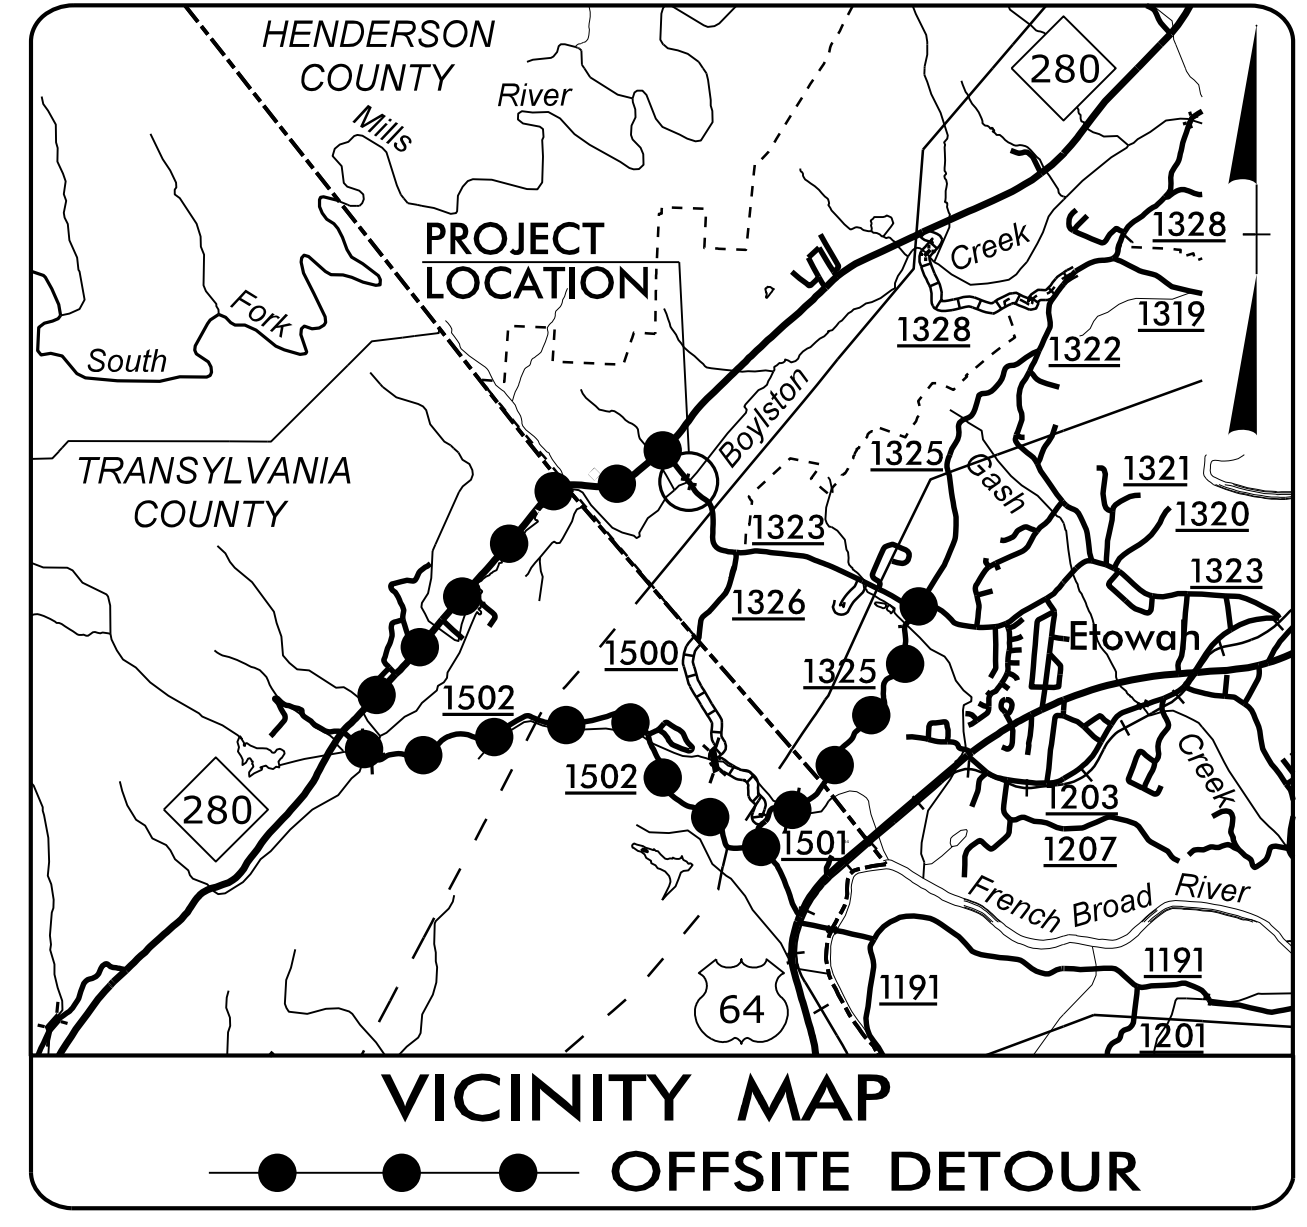 HENDERSON
COUNTY
River
Mills
280
PROJECT
LOCATION
Creek
1328
1319
1328
1322
Fork
South
Boylston
1325
Gash
TRANSYLVANIA
COUNTY
1321
1320
1323
1323
1326
Etowah
1500
1325
1502
1502
280
Creek
1203
1501
1207
French Broad River
1191
1191
64
1201
VICINITY MAP
OFFSITE DETOUR